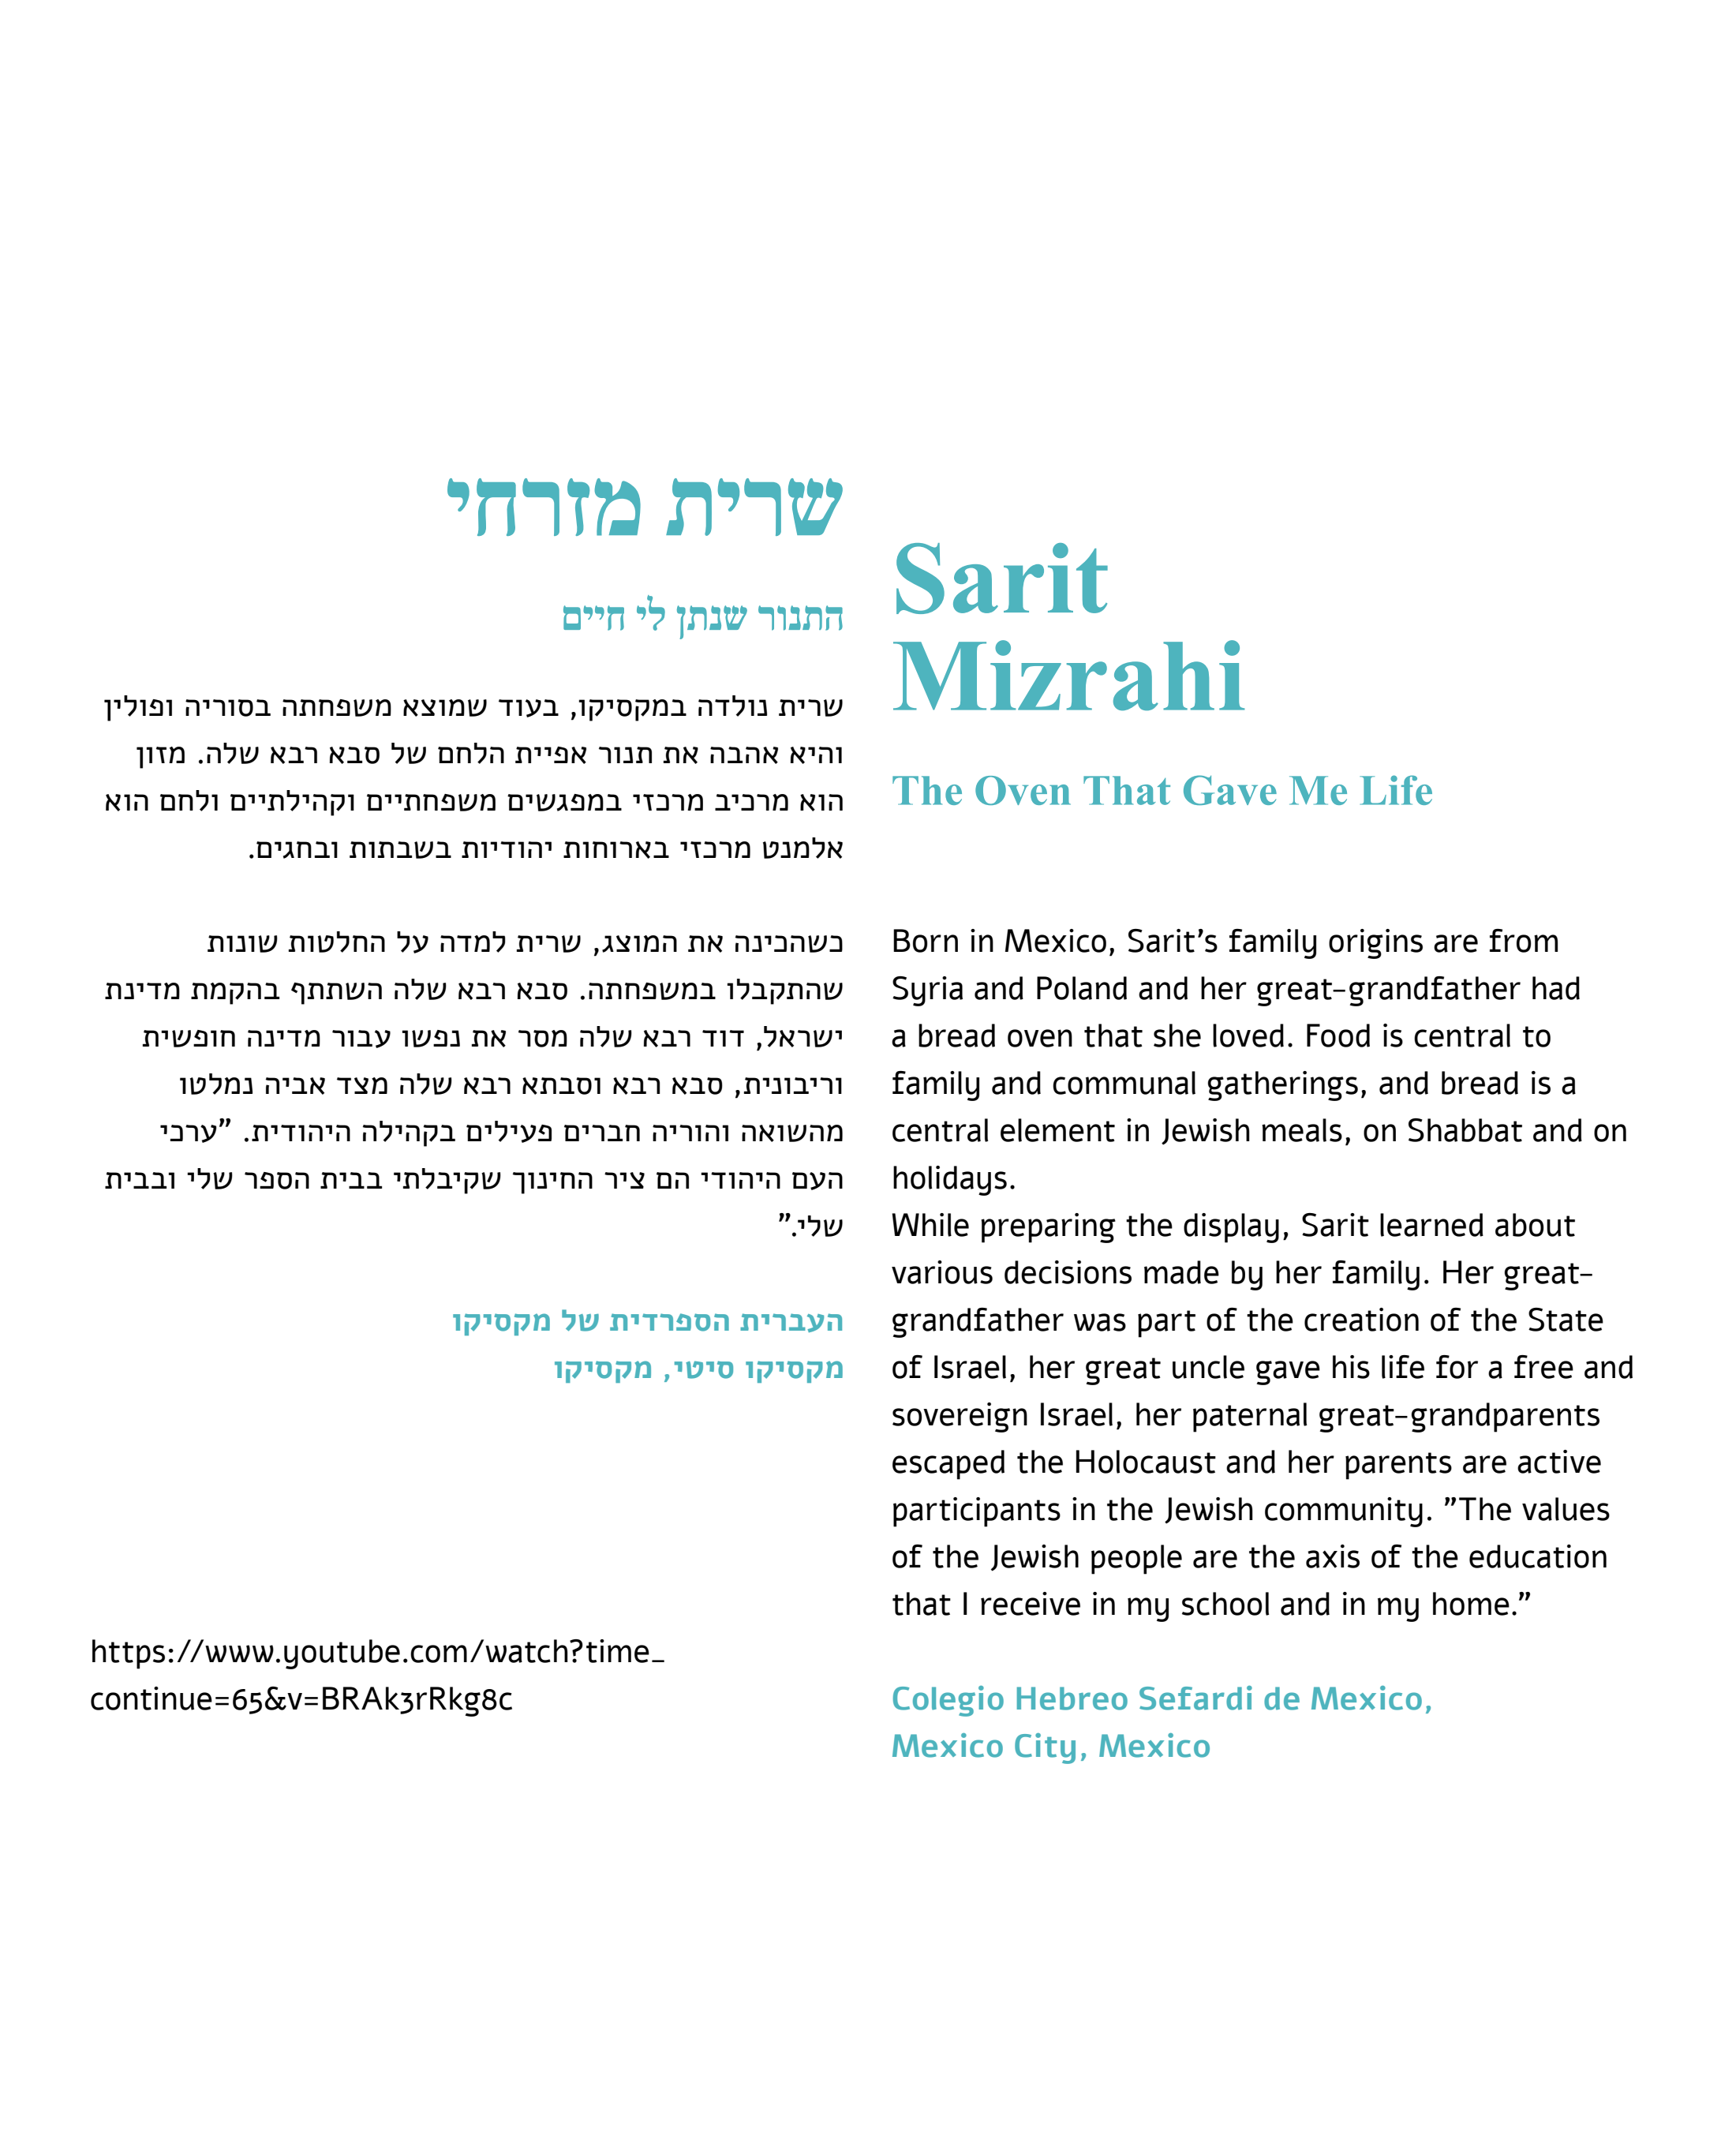 שרית מזרחי
התנור שנתן לי חיים
שרית נולדה במקסיקו, בעוד שמוצא משפחתה בסוריה ופולין
והיא אהבה את תנור אפיית הלחם של סבא רבא שלה. מזון
הוא מרכיב מרכזי במפגשים משפחתיים וקהילתיים ולחם הוא
אלמנט מרכזי בארוחות יהודיות בשבתות ובחגים.
כשהכינה את המוצג, שרית למדה על החלטות שונות
שהתקבלו במשפחתה. סבא רבא שלה השתתף בהקמת מדינת
ישראל, דוד רבא שלה מסר את נפשו עבור מדינה חופשית
וריבונית, סבא רבא וסבתא רבא שלה מצד אביה נמלטו
מהשואה והוריה חברים פעילים בקהילה היהודית. ”ערכי
העם היהודי הם ציר החינוך שקיבלתי בבית הספר שלי ובבית
שלי.”
העברית הספרדית של מקסיקו
מקסיקו סיטי, מקסיקו
https://www.youtube.com/watch?time_
continue=65&v=BRAk3rRkg8c
Sarit
Mizrahi
The Oven That Gave Me Life
Born in Mexico, Sarit’s family origins are from
Syria and Poland and her great-grandfather had
a bread oven that she loved. Food is central to
family and communal gatherings, and bread is a
central element in Jewish meals, on Shabbat and on
holidays.
While preparing the display, Sarit learned about
various decisions made by her family. Her great-
grandfather was part of the creation of the State
of Israel, her great uncle gave his life for a free and
sovereign Israel, her paternal great-grandparents
escaped the Holocaust and her parents are active
participants in the Jewish community. ”The values
of the Jewish people are the axis of the education
that I receive in my school and in my home.”
Colegio Hebreo Sefardi de Mexico,
Mexico City, Mexico